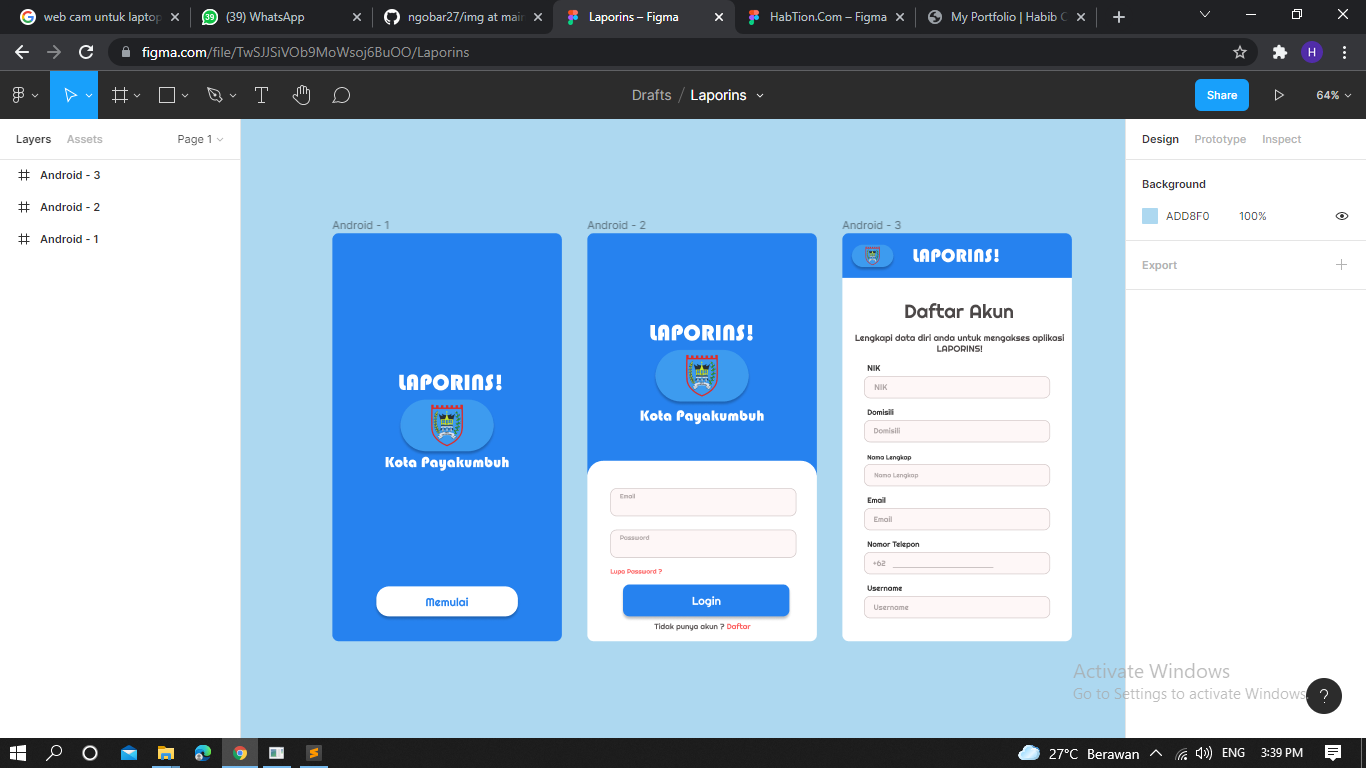 web cam untuk laptop
(39) WhatsApp
ngobar27/img at mair
Laporins – Figma
HabTion.Com – Figma
My Portfolio | Habib C
figma.com/file/TwSJJSiVOb9MoWsoj6BuOO/Laporins
H
Drafts / Laporins
Share
64%
Layers
Assets
Page 1
Android - 3
Android - 2
Android - 1
Design
Prototype
Inspect
Background
ADD8F0
100%
Export
Android - 1
LAPORINS!
Kota Payakumbuh
Memulai
Android - 2
LAPORINS!
Kota Payakumbuh
Email
Password
Lupa Password ?
Login
Tidak punya akun ? Daftar
Android - 3
LAPORINS!
Daftar Akun
Lengkapi data diri anda untuk mengakses aplikasi
LAPORINS!
NIK
NIK
Domisili
Domisili
Nama Lengkap
Nama Lengkap
Email
Email
Nomor Telepon
+62 ____________________
Username
Username
Activate Windows
Go to Settings to activate Windows.
?
27°C Berawan
ENG
3:39 PM